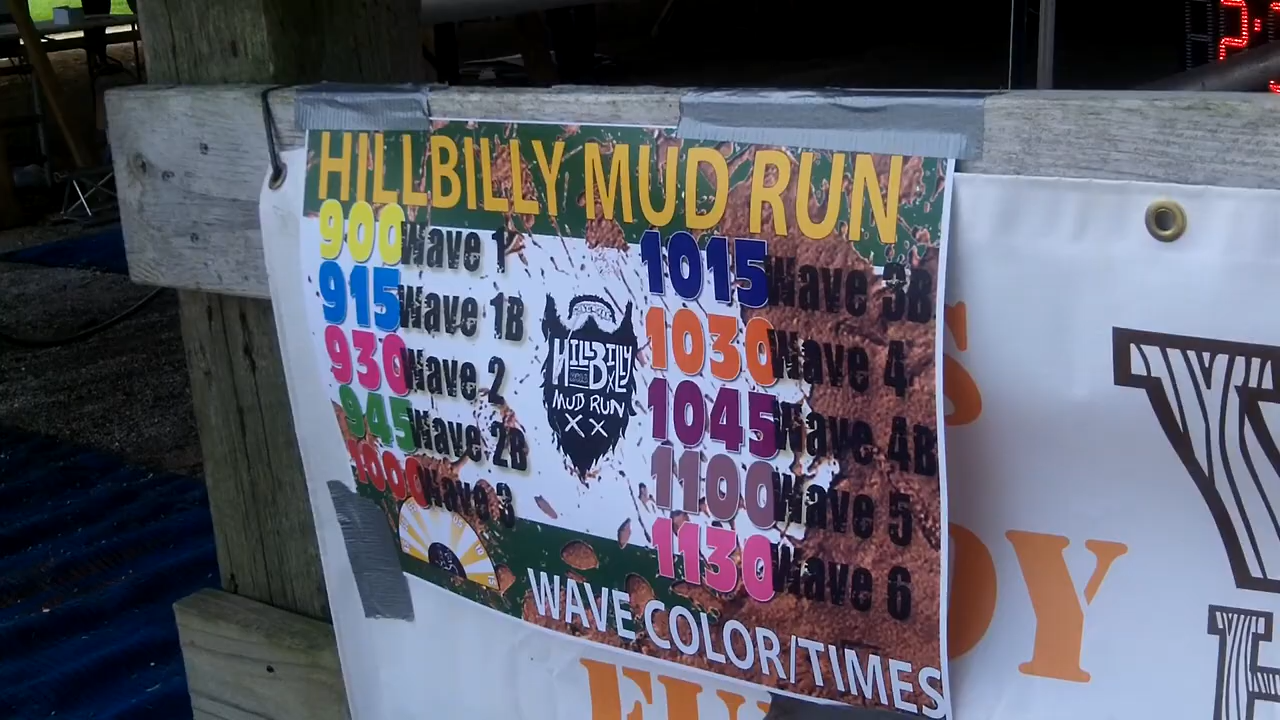 HILLBILLY MUD RUN
900 Wave 1
915 Wave 1B
930 Wave 2
945 Wave 2B
1000 Wave 3
HILLBILLY
MUD RUN
XX
1015 Wave 3B
1030 Wave 4
1045 Wave 4B
1100 Wave 5
1130 Wave 6
WAVE COLOR/TIMES